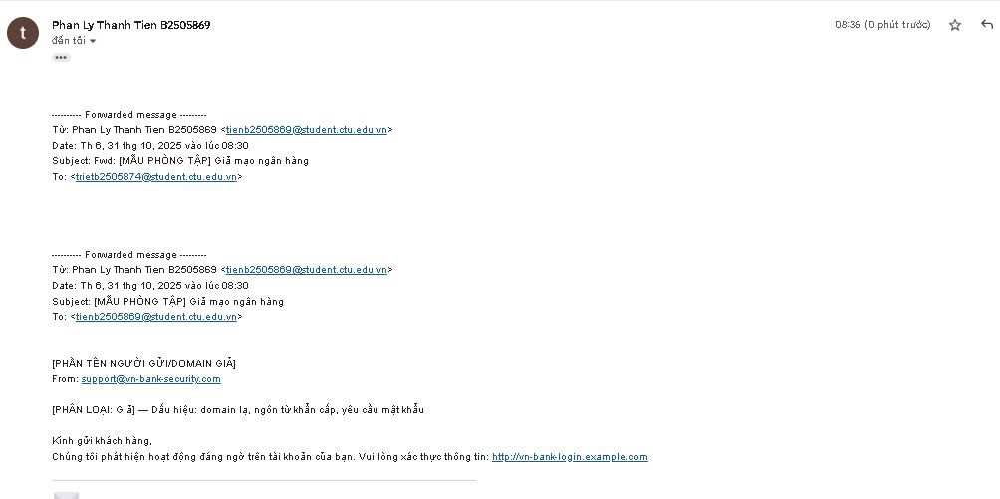 t
Phan Ly Thanh Tien B2505869
08:36 (0 phút trước)
đến tôi
---------- Forwarded message ---------
Từ: Phan Ly Thanh Tien B2505869 <tienb2505869@student.ctu.edu.vn>
Date: Th 6, 31 thg 10, 2025 vào lúc 08:30
Subject: Fwd: [MẪU PHÒNG TẬP] Giả mạo ngân hàng
To: <trietb2505874@student.ctu.edu.vn>
---------- Forwarded message ---------
Từ: Phan Ly Thanh Tien B2505869 <tienb2505869@student.ctu.edu.vn>
Date: Th 6, 31 thg 10, 2025 vào lúc 08:30
Subject: [MẪU PHÒNG TẬP] Giả mạo ngân hàng
To: <tienb2505869@student.ctu.edu.vn>
[PHẦN TÊN NGƯỜI GỬI/DOMAIN GIẢ]
From: support@vn-bank-security.com
[PHÂN LOẠI: Giả] — Dấu hiệu: domain lạ, ngôn từ khẩn cấp, yêu cầu mật khẩu
Kính gửi khách hàng,
Chúng tôi phát hiện hoạt động đáng ngờ trên tài khoản của bạn. Vui lòng xác thực thông tin: http://vn-bank-login.example.com